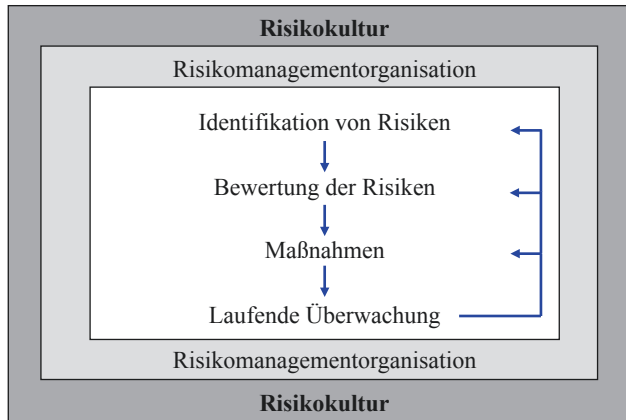 Risikokultur
Risikomanagementorganisation
Identifikation von Risiken
Bewertung der Risiken
Maßnahmen
Laufende Überwachung
Risikomanagementorganisation
Risikokultur